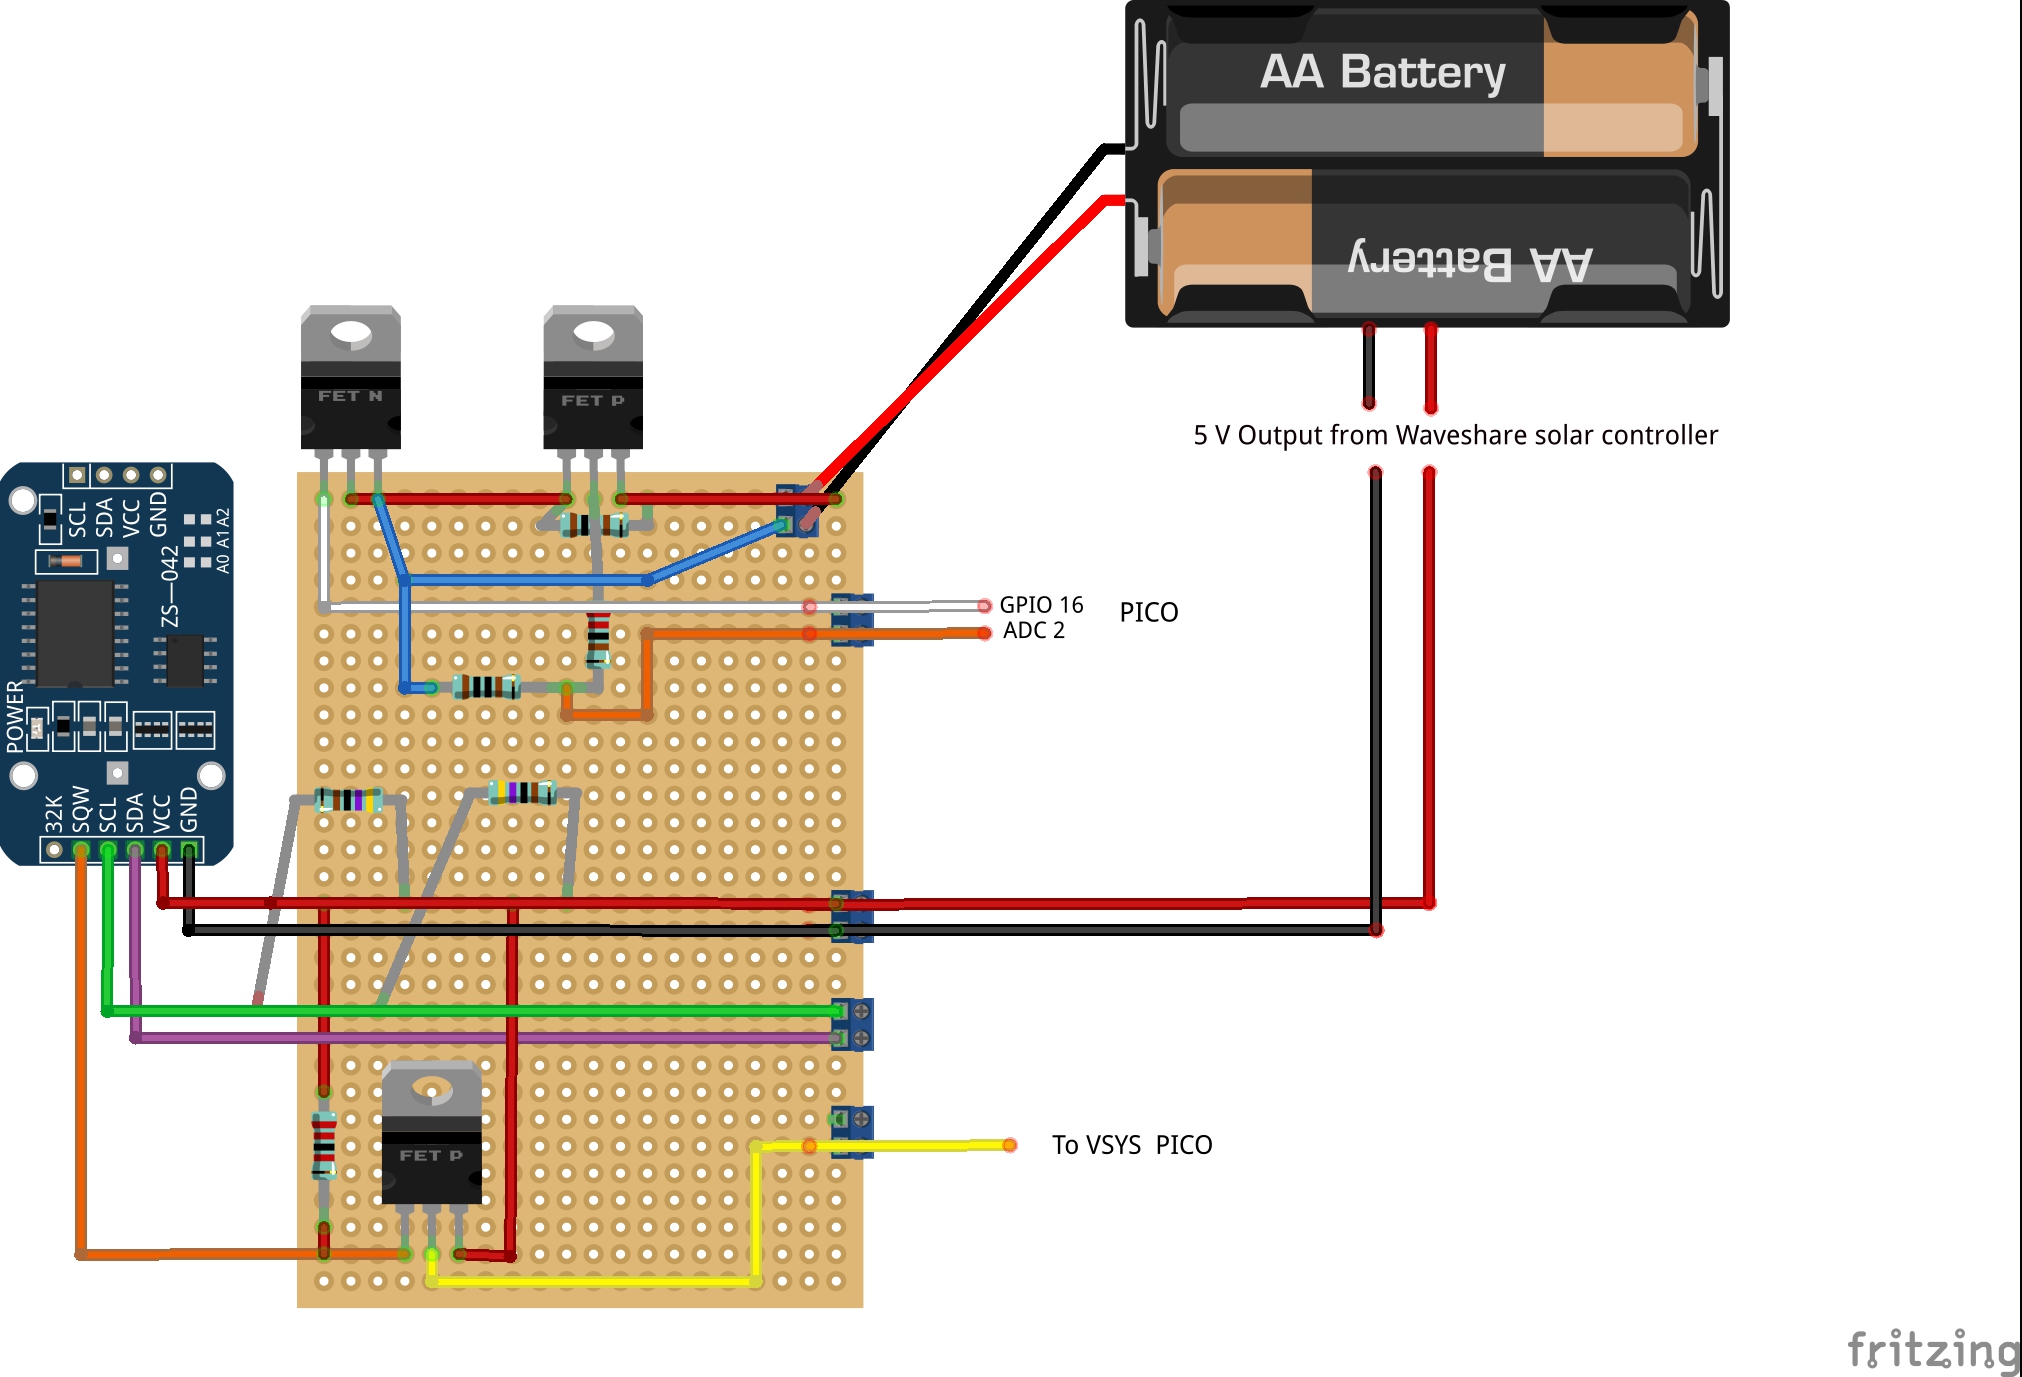 AA Battery
AA Battery
5 V Output from Waveshare solar controller
FET N
FET P
SCL
SDA
VCC
GND
A0 A1 A2
ZS-042
POWER
GPIO 16
ADC 2
PICO
32K
SQW
SCL
SDA
VCC
GND
FET P
To VSYS PICO
fritzing